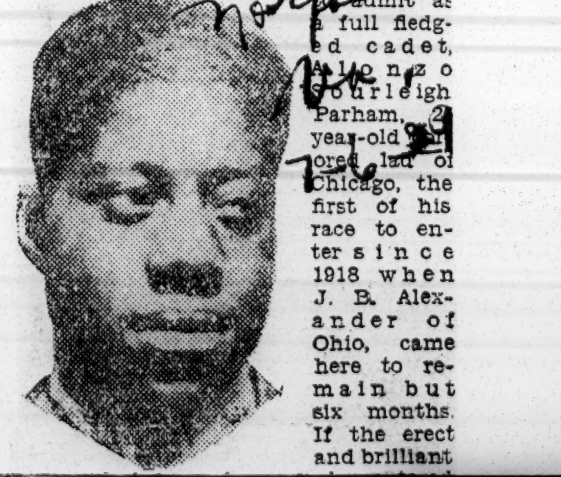 admit as
a full fledg-
ed cadet,
Alonzo
Sourleigh
Parham,
year-old
ored lad of
Chicago, the
first of his
race to en-
ter since
1918 when
J. B. Alex-
ander of
Ohio, came
here to re-
main but
six months.
If the erect
and brilliant